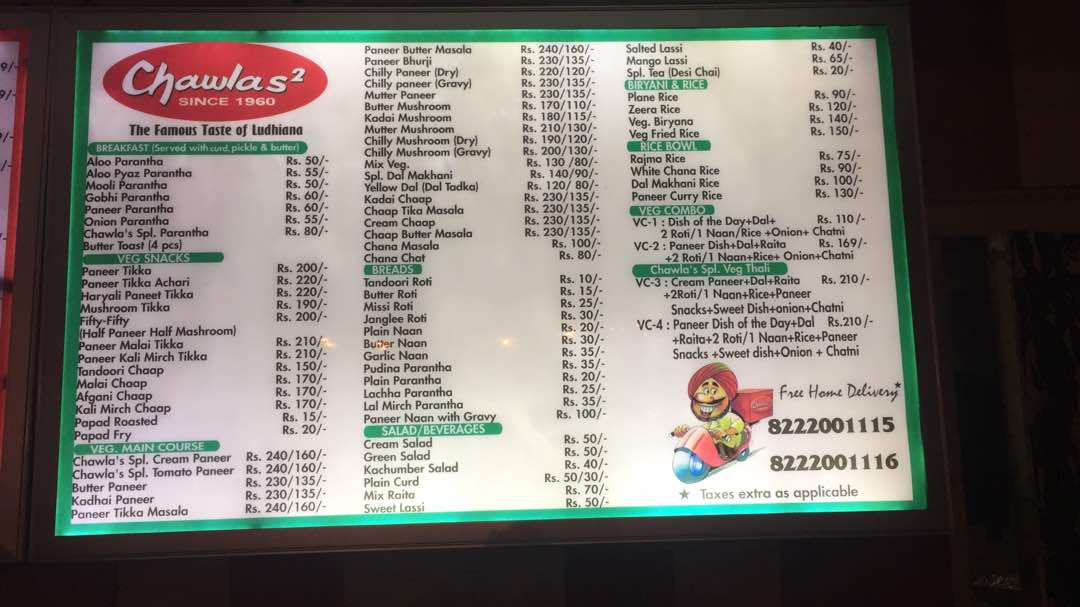 Chawlas²
SINCE 1960
The Famous Taste of Ludhiana
BREAKFAST (Served with curd, pickle & butter)
Aloo Parantha Rs. 50/-
Aloo Pyaz Parantha Rs. 55/-
Mooli Parantha Rs. 50/-
Gobhi Parantha Rs. 60/-
Paneer Parantha Rs. 60/-
Onion Parantha Rs. 55/-
Chawla's Spl. Parantha Rs. 80/-
Butter Toast (4 pcs)
VEG SNACKS
Paneer Tikka Rs. 200/-
Paneer Tikka Achari Rs. 220/-
Haryali Paneet Tikka Rs. 220/-
Mushroom Tikka Rs. 190/-
Fifty-Fifty Rs. 200/-
(Half Paneer Half Mashroom)
Paneer Malai Tikka Rs. 210/-
Paneer Kali Mirch Tikka Rs. 210/-
Tandoori Chaap Rs. 150/-
Malai Chaap Rs. 170/-
Afgani Chaap Rs. 170/-
Kali Mirch Chaap Rs. 170/-
Papad Roasted Rs. 15/-
Papad Fry Rs. 20/-
VEG. MAIN COURSE
Chawla's Spl. Cream Paneer Rs. 240/160/-
Chawla's Spl. Tomato Paneer Rs. 240/160/-
Butter Paneer Rs. 230/135/-
Kadhai Paneer Rs. 230/135/-
Paneer Tikka Masala Rs. 240/160/-
Paneer Butter Masala Rs. 240/160/-
Paneer Bhurji Rs. 230/135/-
Chilly Paneer (Dry) Rs. 220/120/-
Chilly paneer (Gravy) Rs. 230/135/-
Mutter Paneer Rs. 230/135/-
Butter Mushroom Rs. 170/110/-
Kadai Mushroom Rs. 180/115/-
Mutter Mushroom Rs. 210/130/-
Chilly Mushroom (Dry) Rs. 190/120/-
Chilly Mushroom (Gravy) Rs. 200/130/-
Mix Veg. Rs. 130 /80/-
Spl. Dal Makhani Rs. 140/90/-
Yellow Dal (Dal Tadka) Rs. 120/ 80/-
Kadai Chaap Rs. 230/135/-
Chaap Tika Masala Rs. 230/135/-
Cream Chaap Rs. 230/135/-
Chaap Butter Masala Rs. 230/135/-
Chana Masala Rs. 100/-
Chana Chat Rs. 80/-
BREADS
Tandoori Roti Rs. 10/-
Butter Roti Rs. 15/-
Missi Roti Rs. 25/-
Janglee Roti Rs. 30/-
Plain Naan Rs. 20/-
Butter Naan Rs. 30/-
Garlic Naan Rs. 35/-
Pudina Parantha Rs. 35/-
Plain Parantha Rs. 20/-
Lachha Parantha Rs. 25/-
Lal Mirch Parantha Rs. 35/-
Paneer Naan with Gravy Rs. 100/-
SALAD/BEVERAGES
Cream Salad Rs. 50/-
Green Salad Rs. 50/-
Kachumber Salad Rs. 40/-
Plain Curd Rs. 50/30/-
Mix Raita Rs. 70/-
Sweet Lassi Rs. 50/-
Salted Lassi Rs. 40/-
Mango Lassi Rs. 65/-
Spl. Tea (Desi Chai) Rs. 20/-
BIRYANI & RICE
Plane Rice Rs. 90/-
Zeera Rice Rs. 120/-
Veg. Biryana Rs. 140/-
Veg Fried Rice Rs. 150/-
RICE BOWL
Rajma Rice Rs. 75/-
White Chana Rice Rs. 90/-
Dal Makhani Rice Rs. 100/-
Paneer Curry Rice Rs. 130/-
VEG COMBO
VC-1 : Dish of the Day+Dal+ Rs. 110/-
2 Roti/1 Naan/Rice +Onion+ Chatni
VC-2 : Paneer Dish+Dal+Raita Rs. 169/-
+2 Roti/1 Naan+Rice+ Onion+Chatni
Chawla's Spl. Veg Thali
VC-3 : Cream Paneer+Dal+Raita Rs. 210/-
+2Roti/1 Naan+Rice+Paneer
Snacks+Sweet Dish+onion+Chatni
VC-4 : Paneer Dish of the Day+Dal Rs.210/-
+Raita+2 Roti/1 Naan+Rice+Paneer
Snacks +Sweet dish+Onion + Chatni
Free Home Delivery★
8222001115
8222001116
★ Taxes extra as applicable